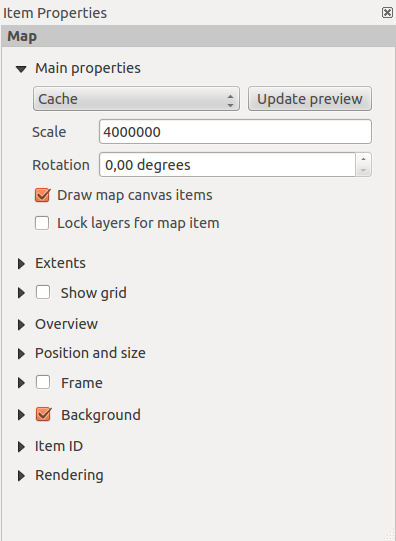 Item Properties
Map
Main properties
Cache Update preview
Scale 4000000
Rotation 0,00 degrees
Draw map canvas items
Lock layers for map item
Extents
Show grid
Overview
Position and size
Frame
Background
Item ID
Rendering